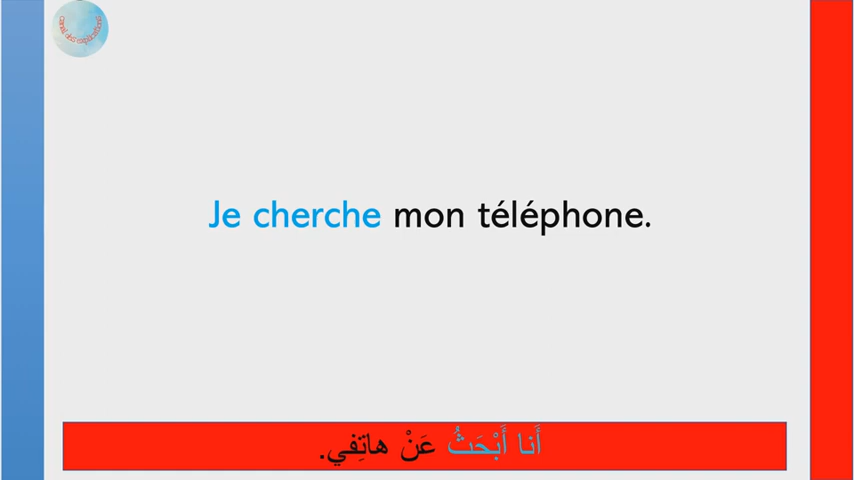 Je cherche mon téléphone.
أَنا أَبْحَثُ عَنْ هاتِفي.